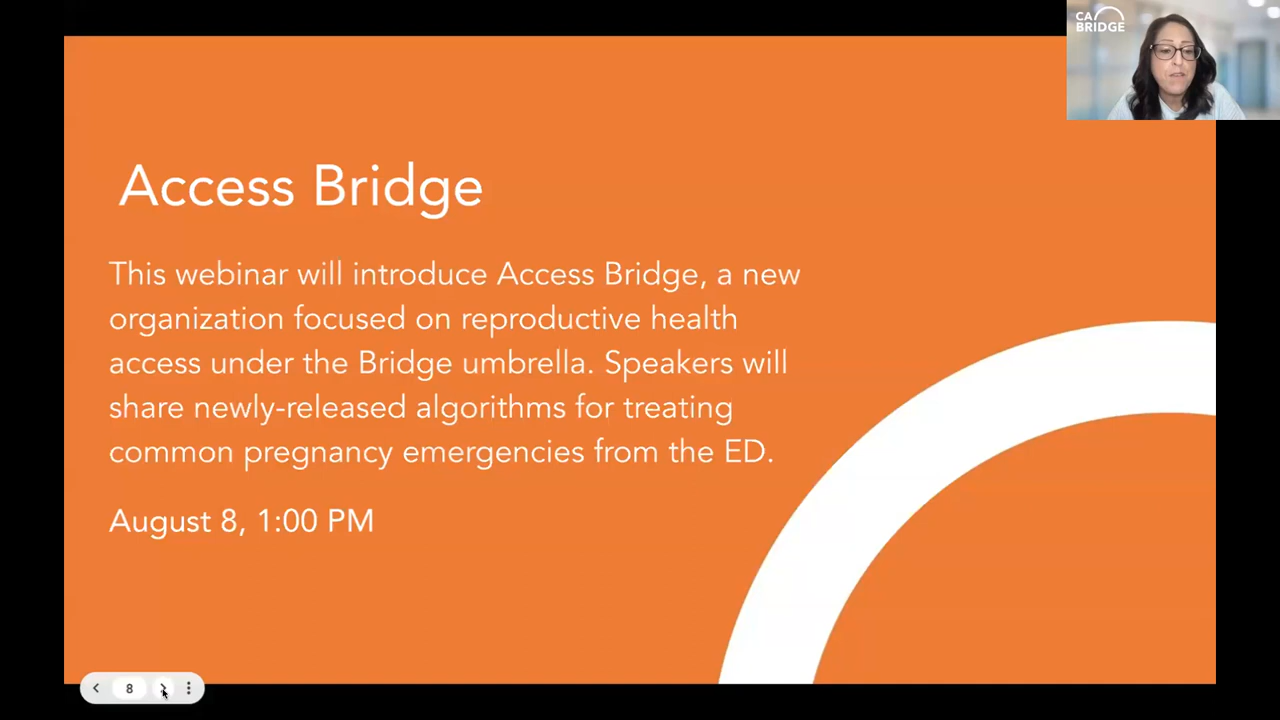 CA
BRIDGE
Access Bridge
This webinar will introduce Access Bridge, a new
organization focused on reproductive health
access under the Bridge umbrella. Speakers will
share newly-released algorithms for treating
common pregnancy emergencies from the ED.
August 8, 1:00 PM
8